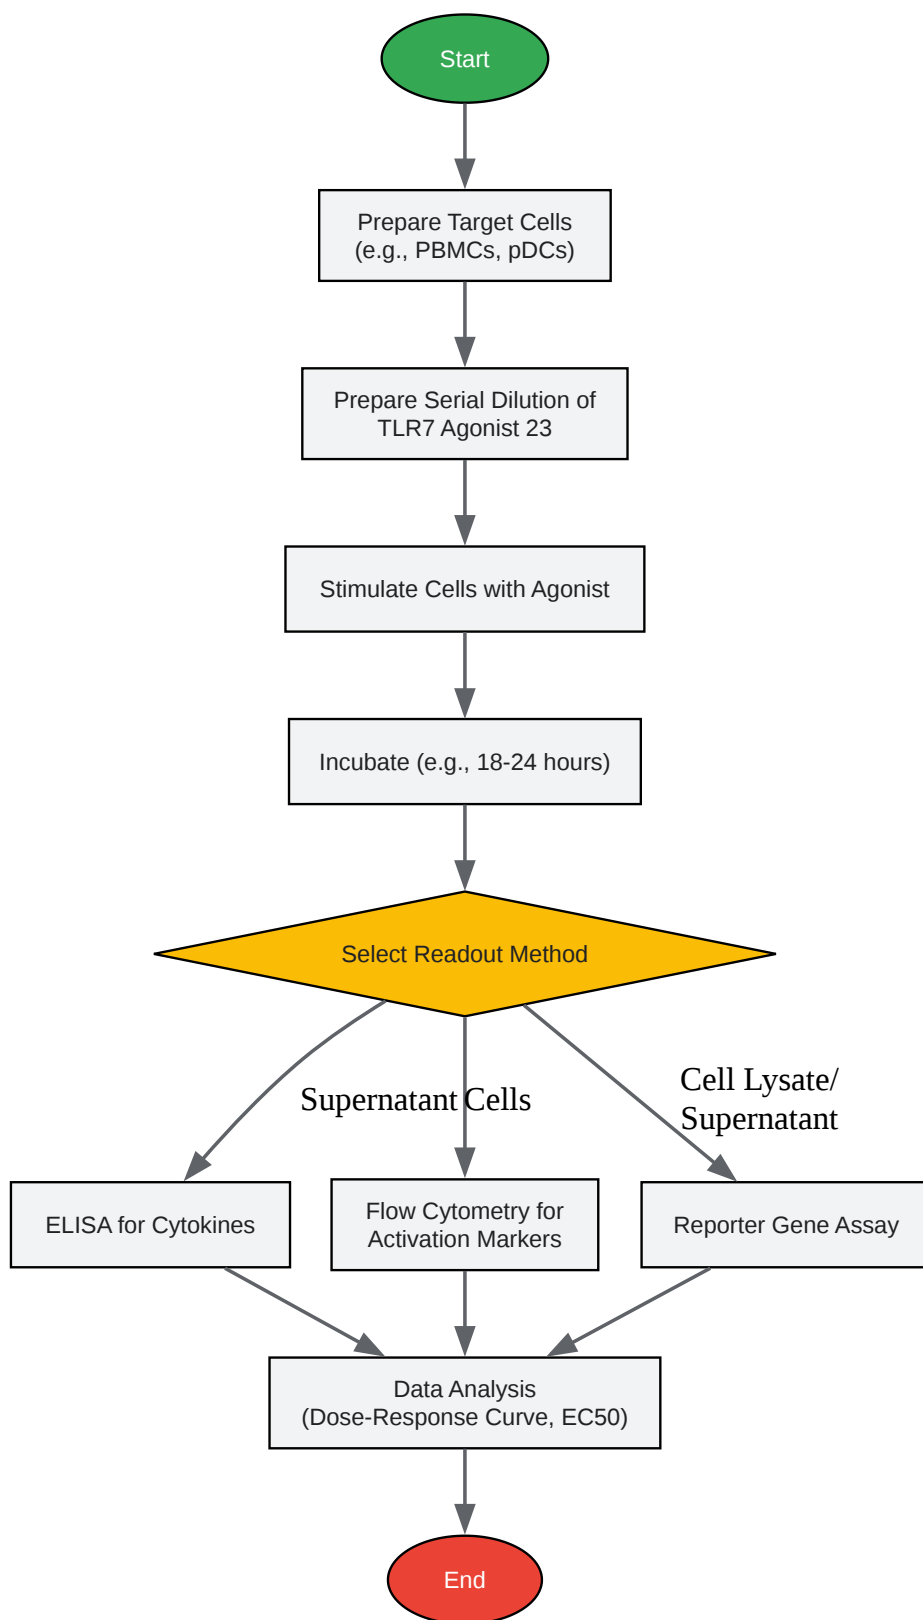 Start
Prepare Target Cells
(e.g., PBMCs, pDCs)
Prepare Serial Dilution of
TLR7 Agonist 23
Stimulate Cells with Agonist
Incubate (e.g., 18-24 hours)
Select Readout Method
Supernatant
Cells
Cell Lysate/
Supernatant
ELISA for Cytokines
Flow Cytometry for
Activation Markers
Reporter Gene Assay
Data Analysis
(Dose-Response Curve, EC50)
End